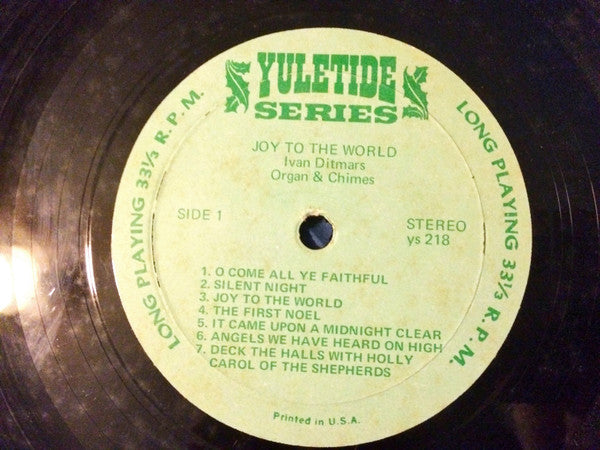 YULETIDE
SERIES
JOY TO THE WORLD
Ivan Ditmars
Organ & Chimes
SIDE 1
STEREO
ys 218
1. O COME ALL YE FAITHFUL
2. SILENT NIGHT
3. JOY TO THE WORLD
4. THE FIRST NOEL
5. IT CAME UPON A MIDNIGHT CLEAR
6. ANGELS WE HAVE HEARD ON HIGH
7. DECK THE HALLS WITH HOLLY
CAROL OF THE SHEPHERDS
Printed in U.S.A.
LONG PLAYING 33⅓ R.P.M.
LONG PLAYING 33⅓ R.P.M.